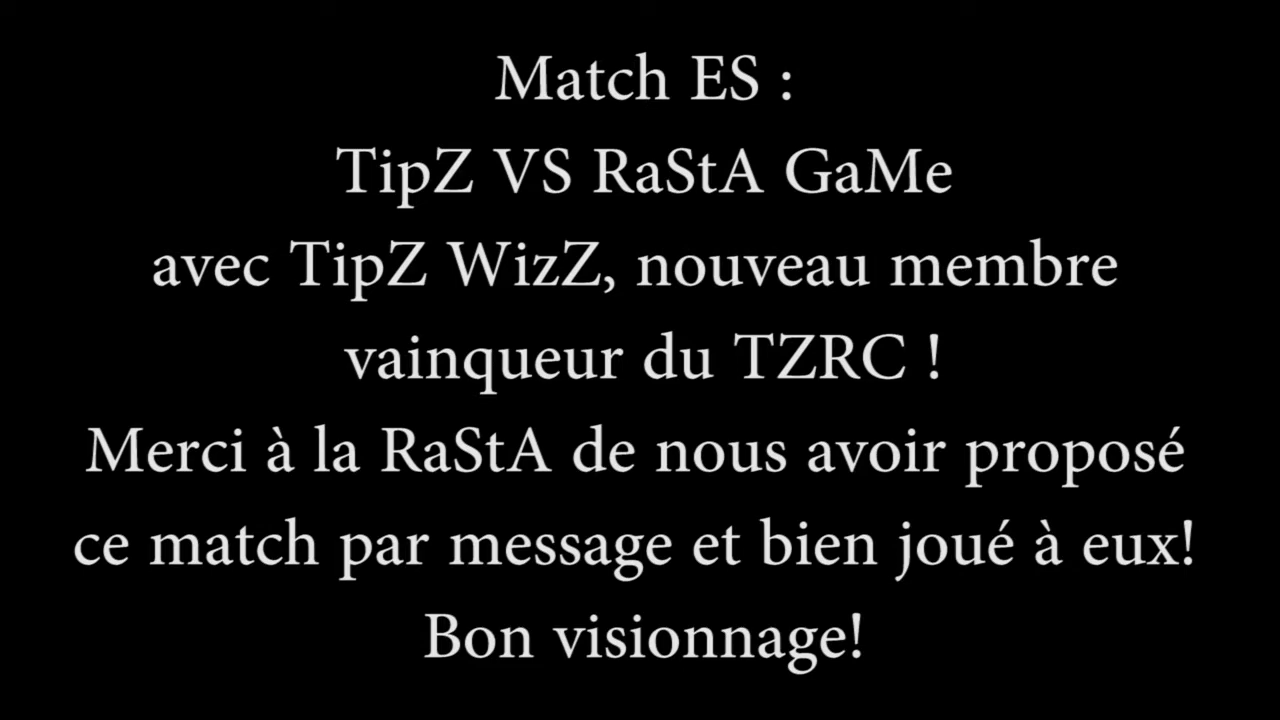 Match ES :
TipZ VS RaStA GaMe
avec TipZ WizZ, nouveau membre
vainqueur du TZRC !
Merci à la RaStA de nous avoir proposé
ce match par message et bien joué à eux!
Bon visionnage!